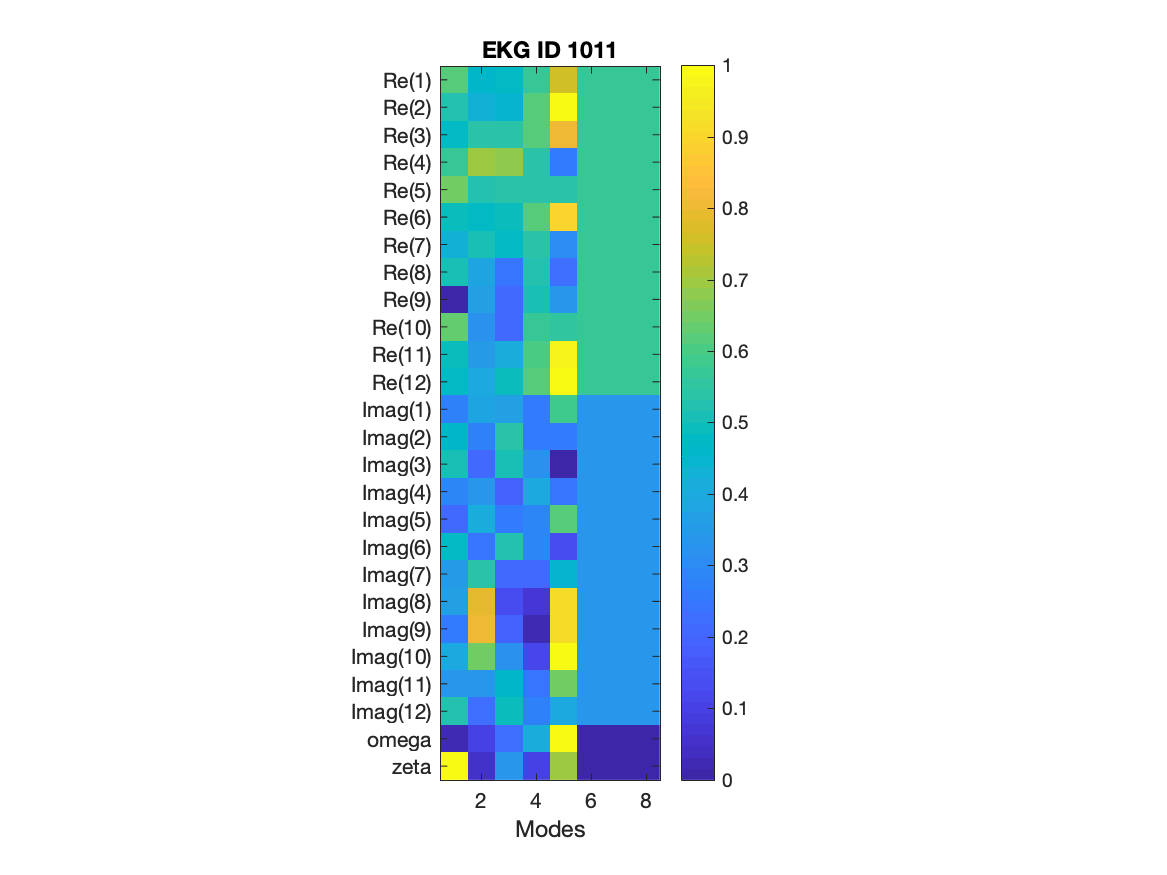 EKG ID 1011
Re(1)
Re(2)
Re(3)
Re(4)
Re(5)
Re(6)
Re(7)
Re(8)
Re(9)
Re(10)
Re(11)
Re(12)
Imag(1)
Imag(2)
Imag(3)
Imag(4)
Imag(5)
Imag(6)
Imag(7)
Imag(8)
Imag(9)
Imag(10)
Imag(11)
Imag(12)
omega
zeta
2 4 6 8
Modes
1
0.9
0.8
0.7
0.6
0.5
0.4
0.3
0.2
0.1
0